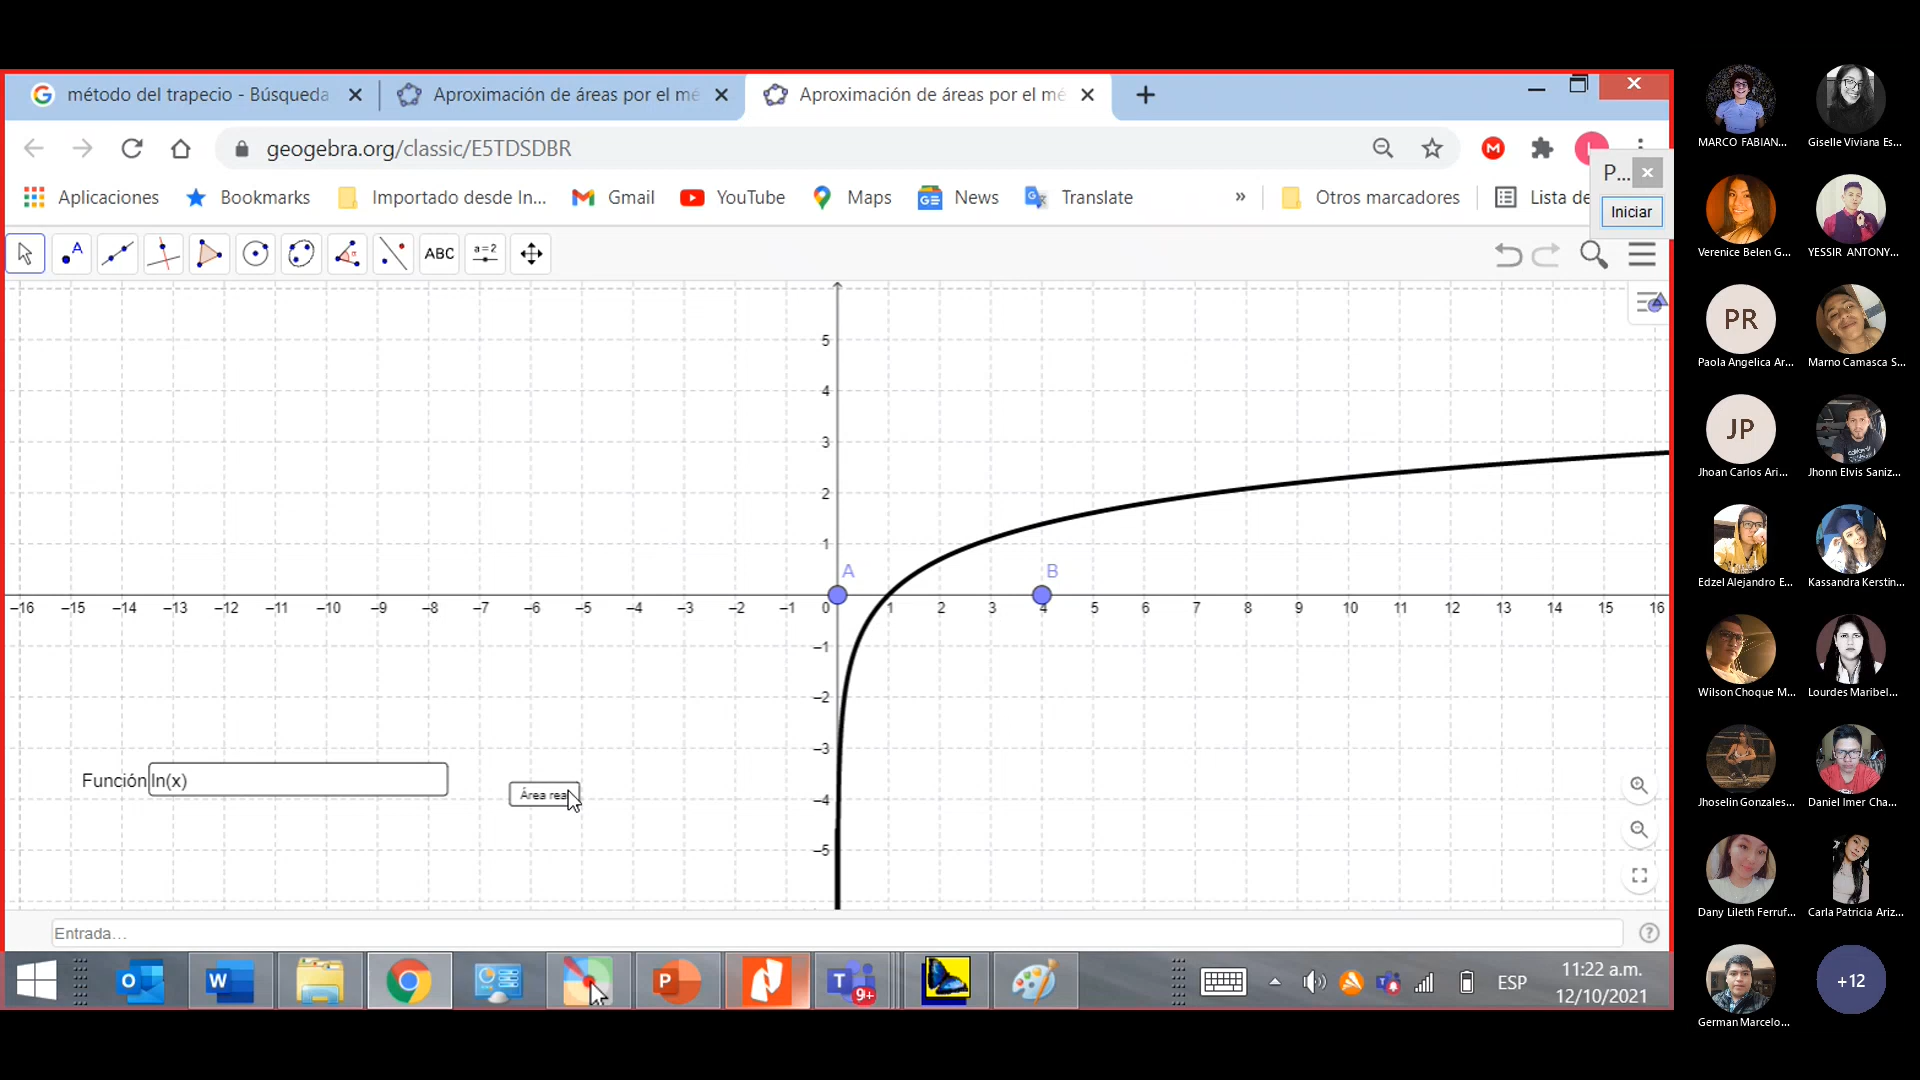 método del trapecio - Búsqueda
Aproximación de áreas por el mé
Aproximación de áreas por el mé
geogebra.org/classic/E5TDSDBR
Aplicaciones
Bookmarks
Importado desde In...
Gmail
YouTube
Maps
News
Translate
»
Otros marcadores
Lista de
P...
Iniciar
A
ABC
a=2
5
4
3
2
1
A
B
−16 −15 −14 −13 −12 −11 −10 −9 −8 −7 −6 −5 −4 −3 −2 −1 0 1 2 3 4 5 6 7 8 9 10 11 12 13 14 15 16
−1
−2
−3
−4
−5
Función ln(x)
Área rea
Entrada...
9+
ESP
11:22 a.m.
12/10/2021
MARCO FABIAN...
Giselle Viviana Es...
Verenice Belen G...
YESSIR ANTONY...
PR
Paola Angelica Ar...
Marno Camasca S...
JP
Jhoan Carlos Ari...
Jhonn Elvis Saniz...
Edzel Alejandro E...
Kassandra Kerstin...
Wilson Choque M...
Lourdes Maribel...
Jhoselin Gonzales...
Daniel Imer Cha...
Dany Lileth Ferruf...
Carla Patricia Ariz...
German Marcelo...
+12